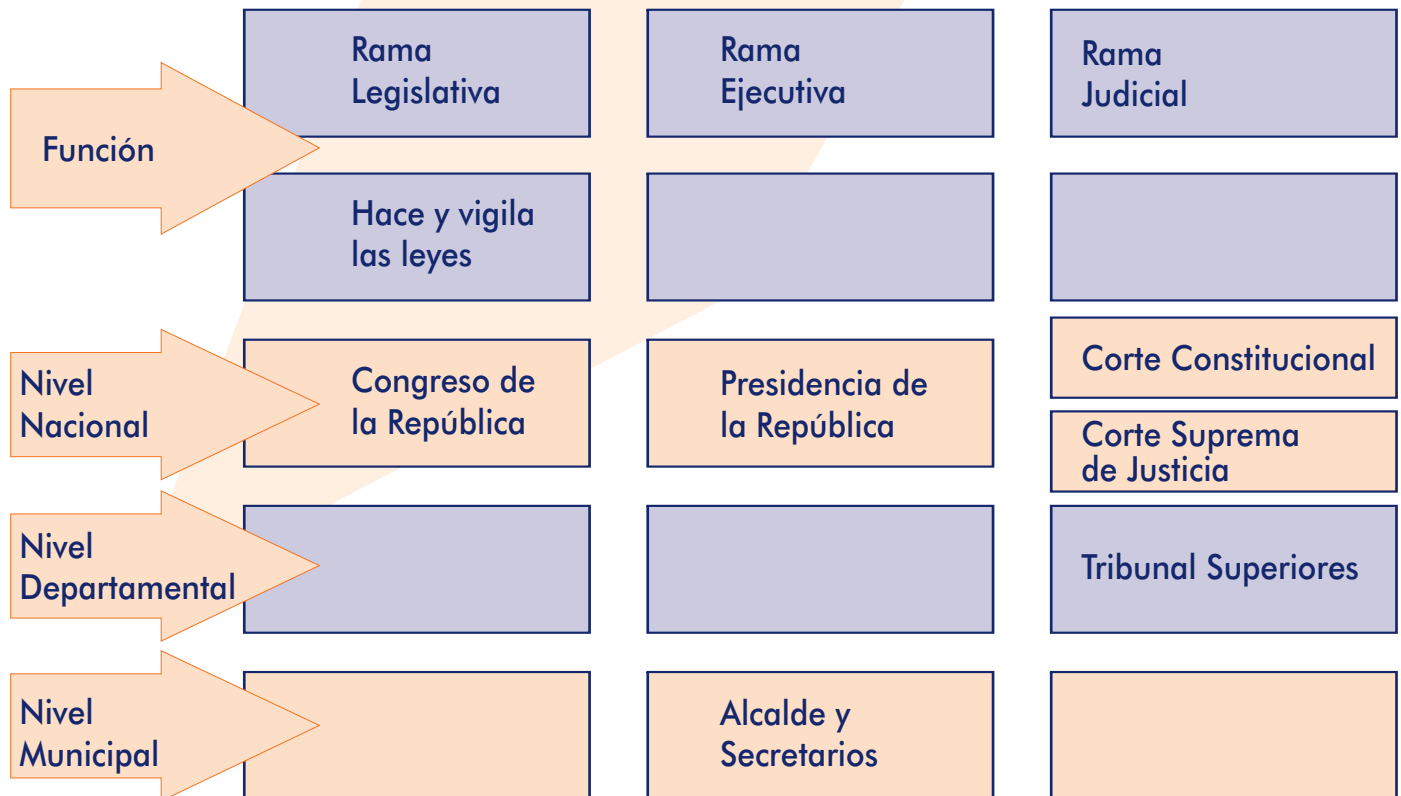 Rama
Legislativa
Rama
Ejecutiva
Rama
Judicial
Función
Hace y vigila
las leyes
Nivel
Nacional
Congreso de
la República
Presidencia de
la República
Corte Constitucional
Corte Suprema
de Justicia
Nivel
Departamental
Tribunal Superiores
Nivel
Municipal
Alcalde y
Secretarios